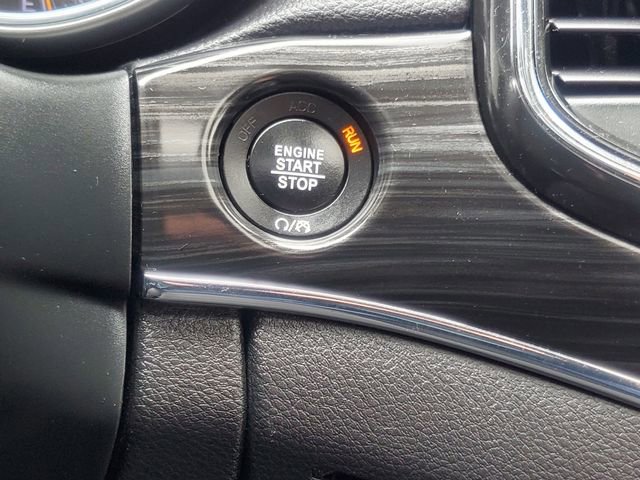 OFF
ACC
RUN
ENGINE
START
STOP